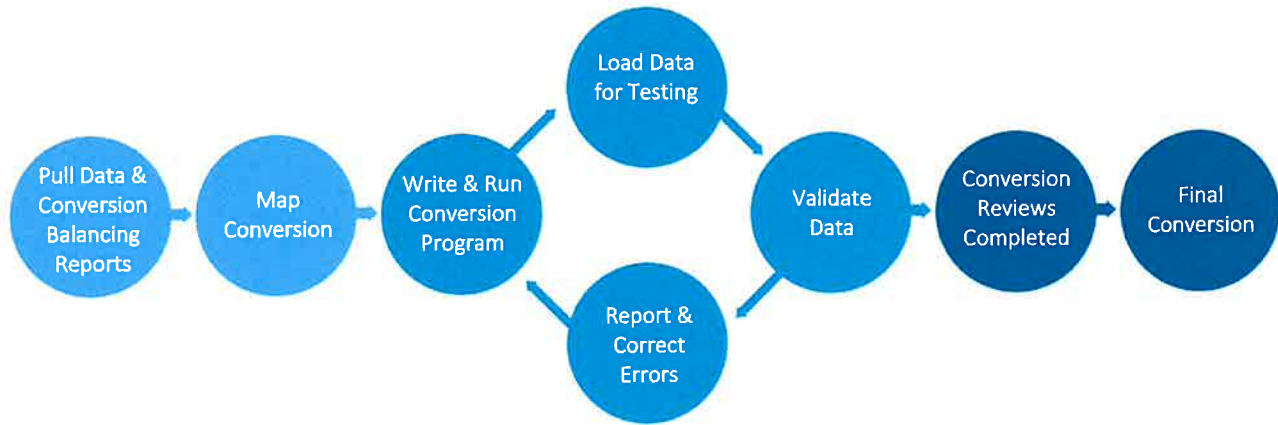 Pull Data &
Conversion
Balancing
Reports
Map
Conversion
Write & Run
Conversion
Program
Load Data
for Testing
Validate
Data
Report &
Correct
Errors
Conversion
Reviews
Completed
Final
Conversion